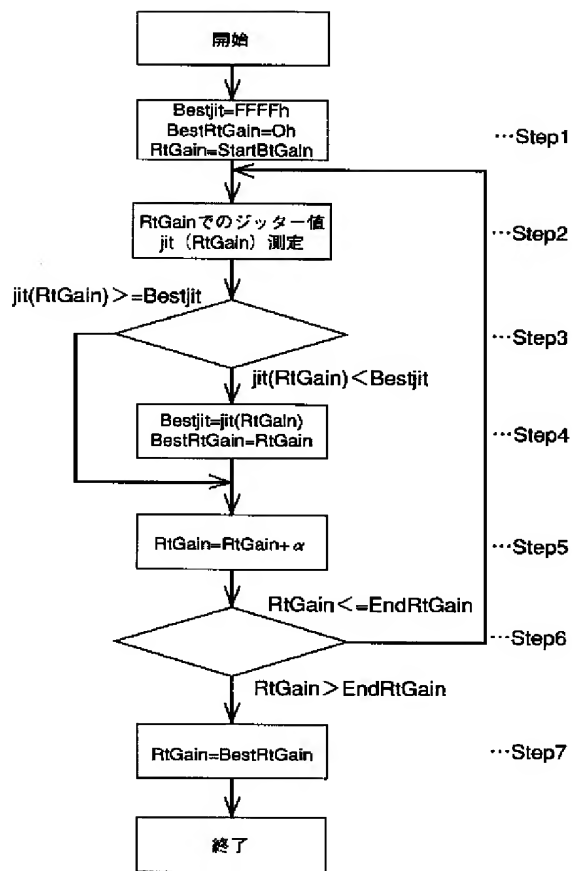 開始
Bestjit=FFFFh
BestRtGain=0h
RtGain=StartBtGain
…Step1
RtGainでのジッター値
jit（RtGain）測定
…Step2
jit(RtGain)＞=Bestjit
…Step3
jit(RtGain)＜Bestjit
Bestjit=jit(RtGain)
BestRtGain=RtGain
…Step4
RtGain=RtGain+α
…Step5
RtGain＜=EndRtGain
…Step6
RtGain＞EndRtGain
RtGain=BestRtGain
…Step7
終了